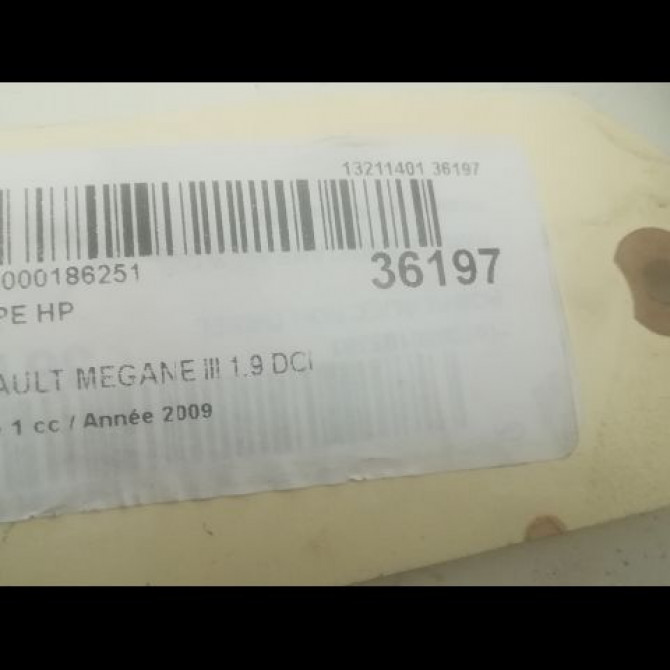 13211401 36197
000186251
36197
PE HP
AULT MEGANE III 1.9 DCI
1 cc / Année 2009